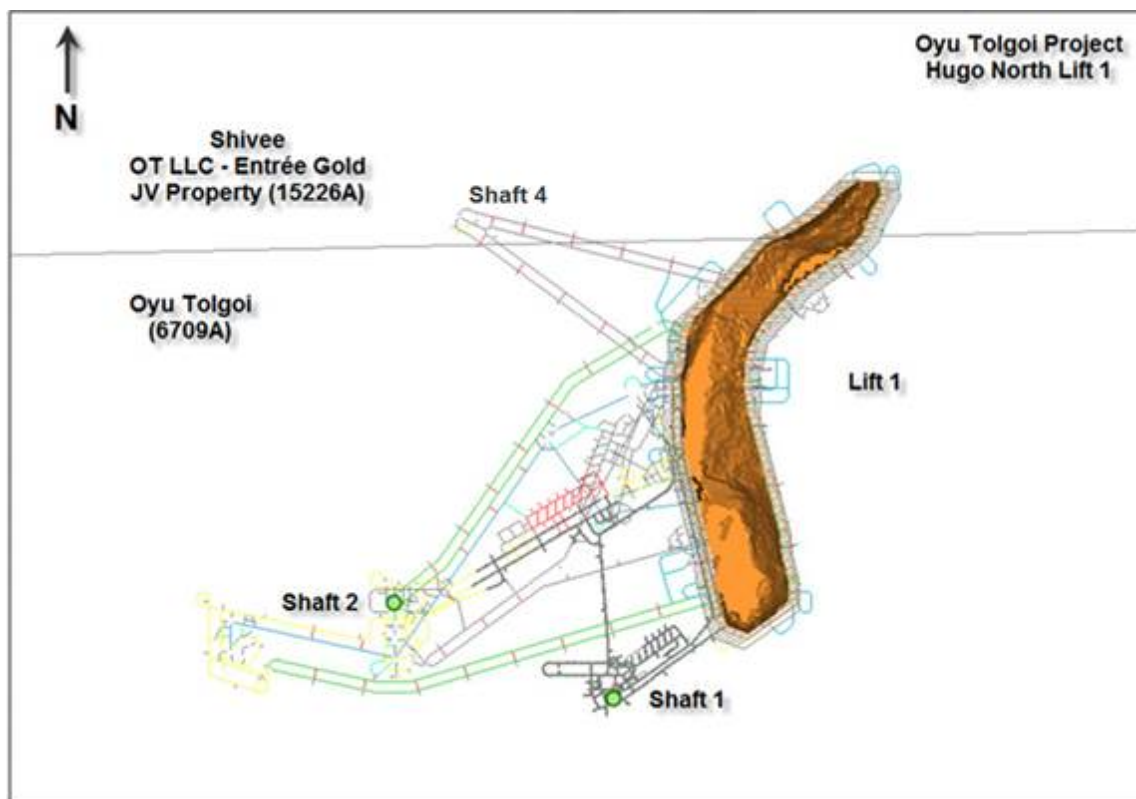 N
Oyu Tolgoi Project
Hugo North Lift 1
Shivee
OT LLC - Entrée Gold
JV Property (15226A)
Shaft 4
Oyu Tolgoi
(6709A)
Lift 1
Shaft 2
Shaft 1